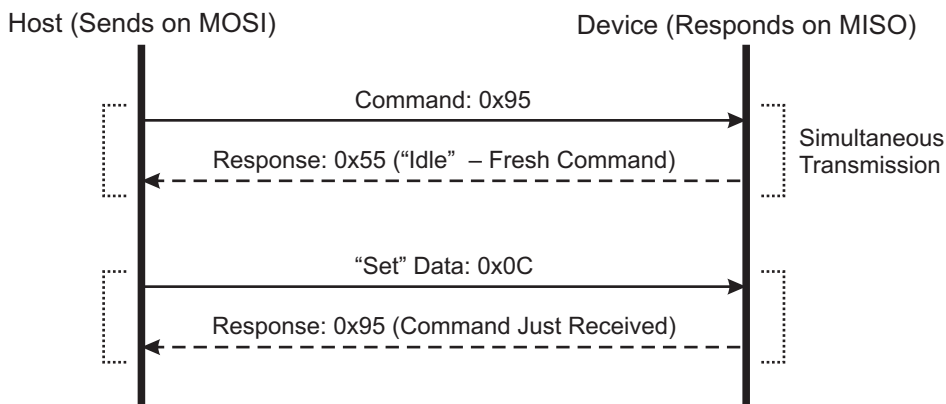 Host (Sends on MOSI)
Device (Responds on MISO)
Command: 0x95
Response: 0x55 (“Idle” – Fresh Command)
Simultaneous
Transmission
“Set” Data: 0x0C
Response: 0x95 (Command Just Received)